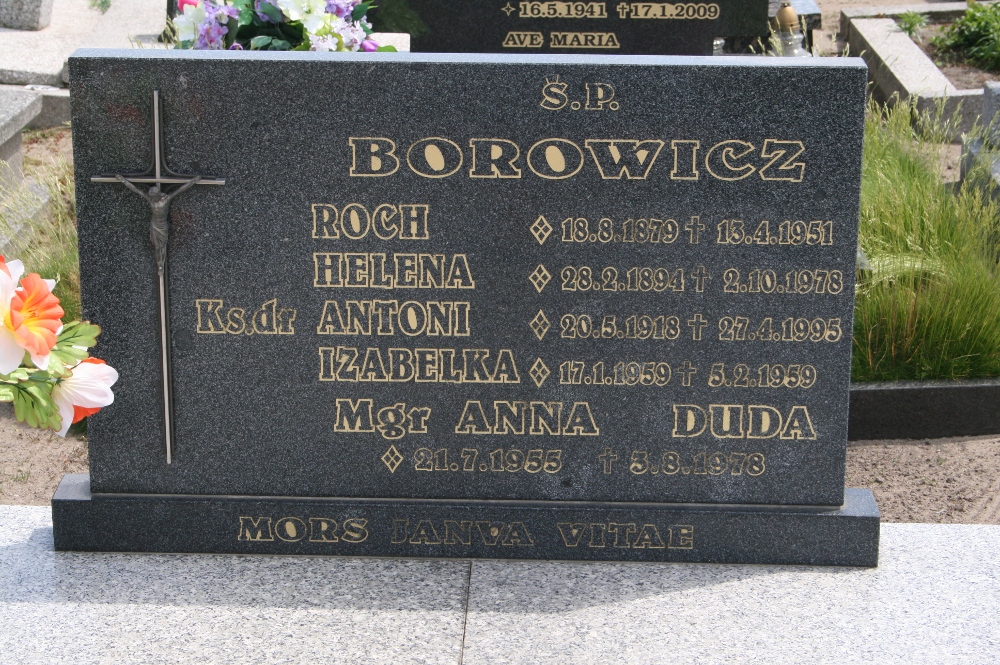 16.5.1941 †17.1.2009
AVE MARIA
Ś.P.
BOROWICZ
ROCH 18.8.1879 † 13.4.1951
HELENA 28.2.1894 † 2.10.1978
Ks.dr ANTONI 20.5.1918 † 27.4.1995
IZABELKA 17.1.1959 † 5.2.1959
Mgr ANNA DUDA
21.7.1955 † 3.8.1978
MORS JANVA VITAE